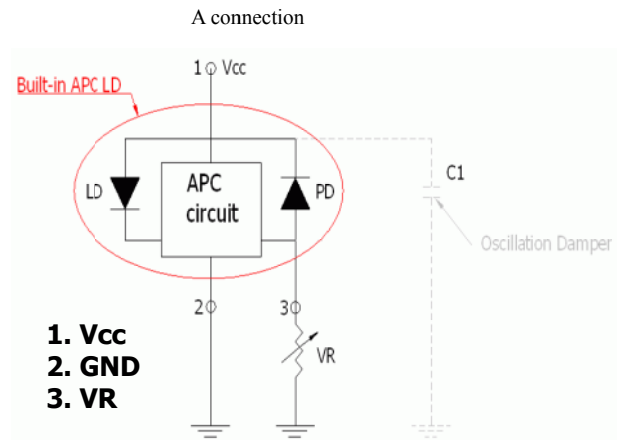 A connection
1 Vcc
Built-in APC LD
LD
APC
circuit
PD
C1
Oscillation Damper
2
3
VR
1. Vcc
2. GND
3. VR